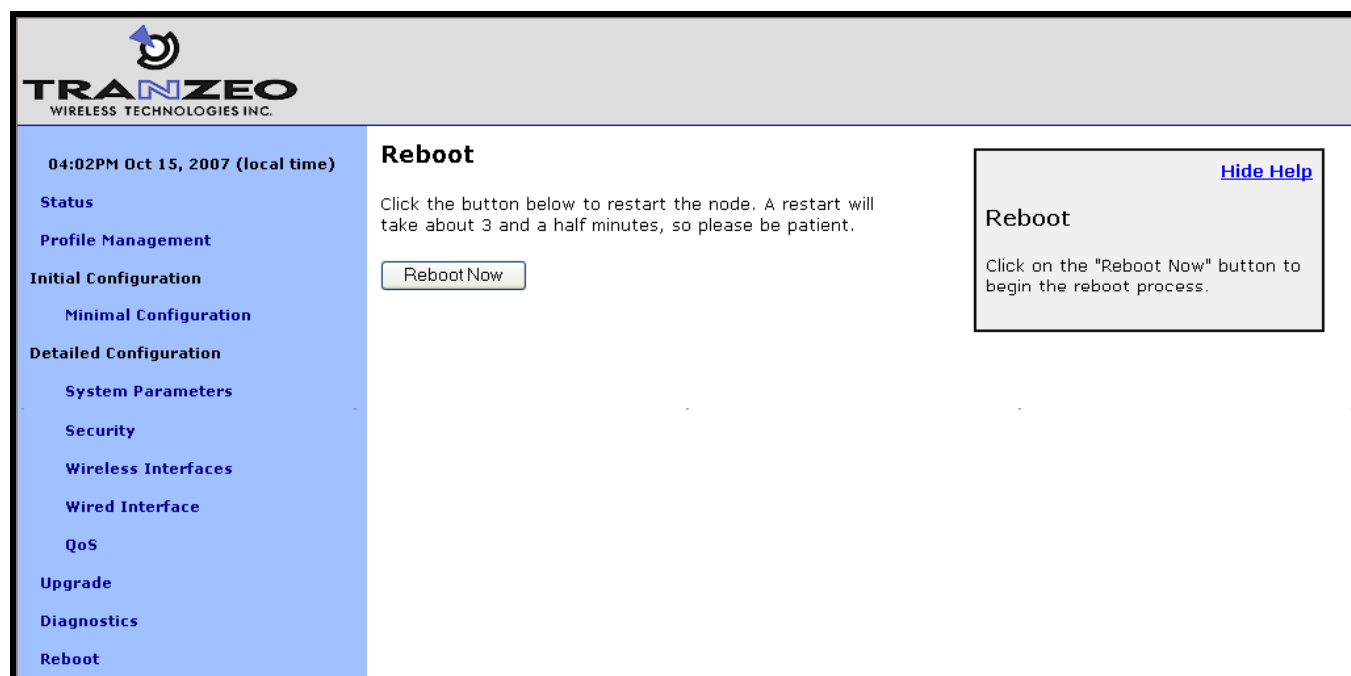 TRANZEO
WIRELESS TECHNOLOGIES INC.
04:02PM Oct 15, 2007 (local time)
Status
Profile Management
Initial Configuration
Minimal Configuration
Detailed Configuration
System Parameters
Security
Wireless Interfaces
Wired Interface
QoS
Upgrade
Diagnostics
Reboot
Reboot
Click the button below to restart the node. A restart will
take about 3 and a half minutes, so please be patient.
Reboot Now
Hide Help
Reboot
Click on the "Reboot Now" button to
begin the reboot process.